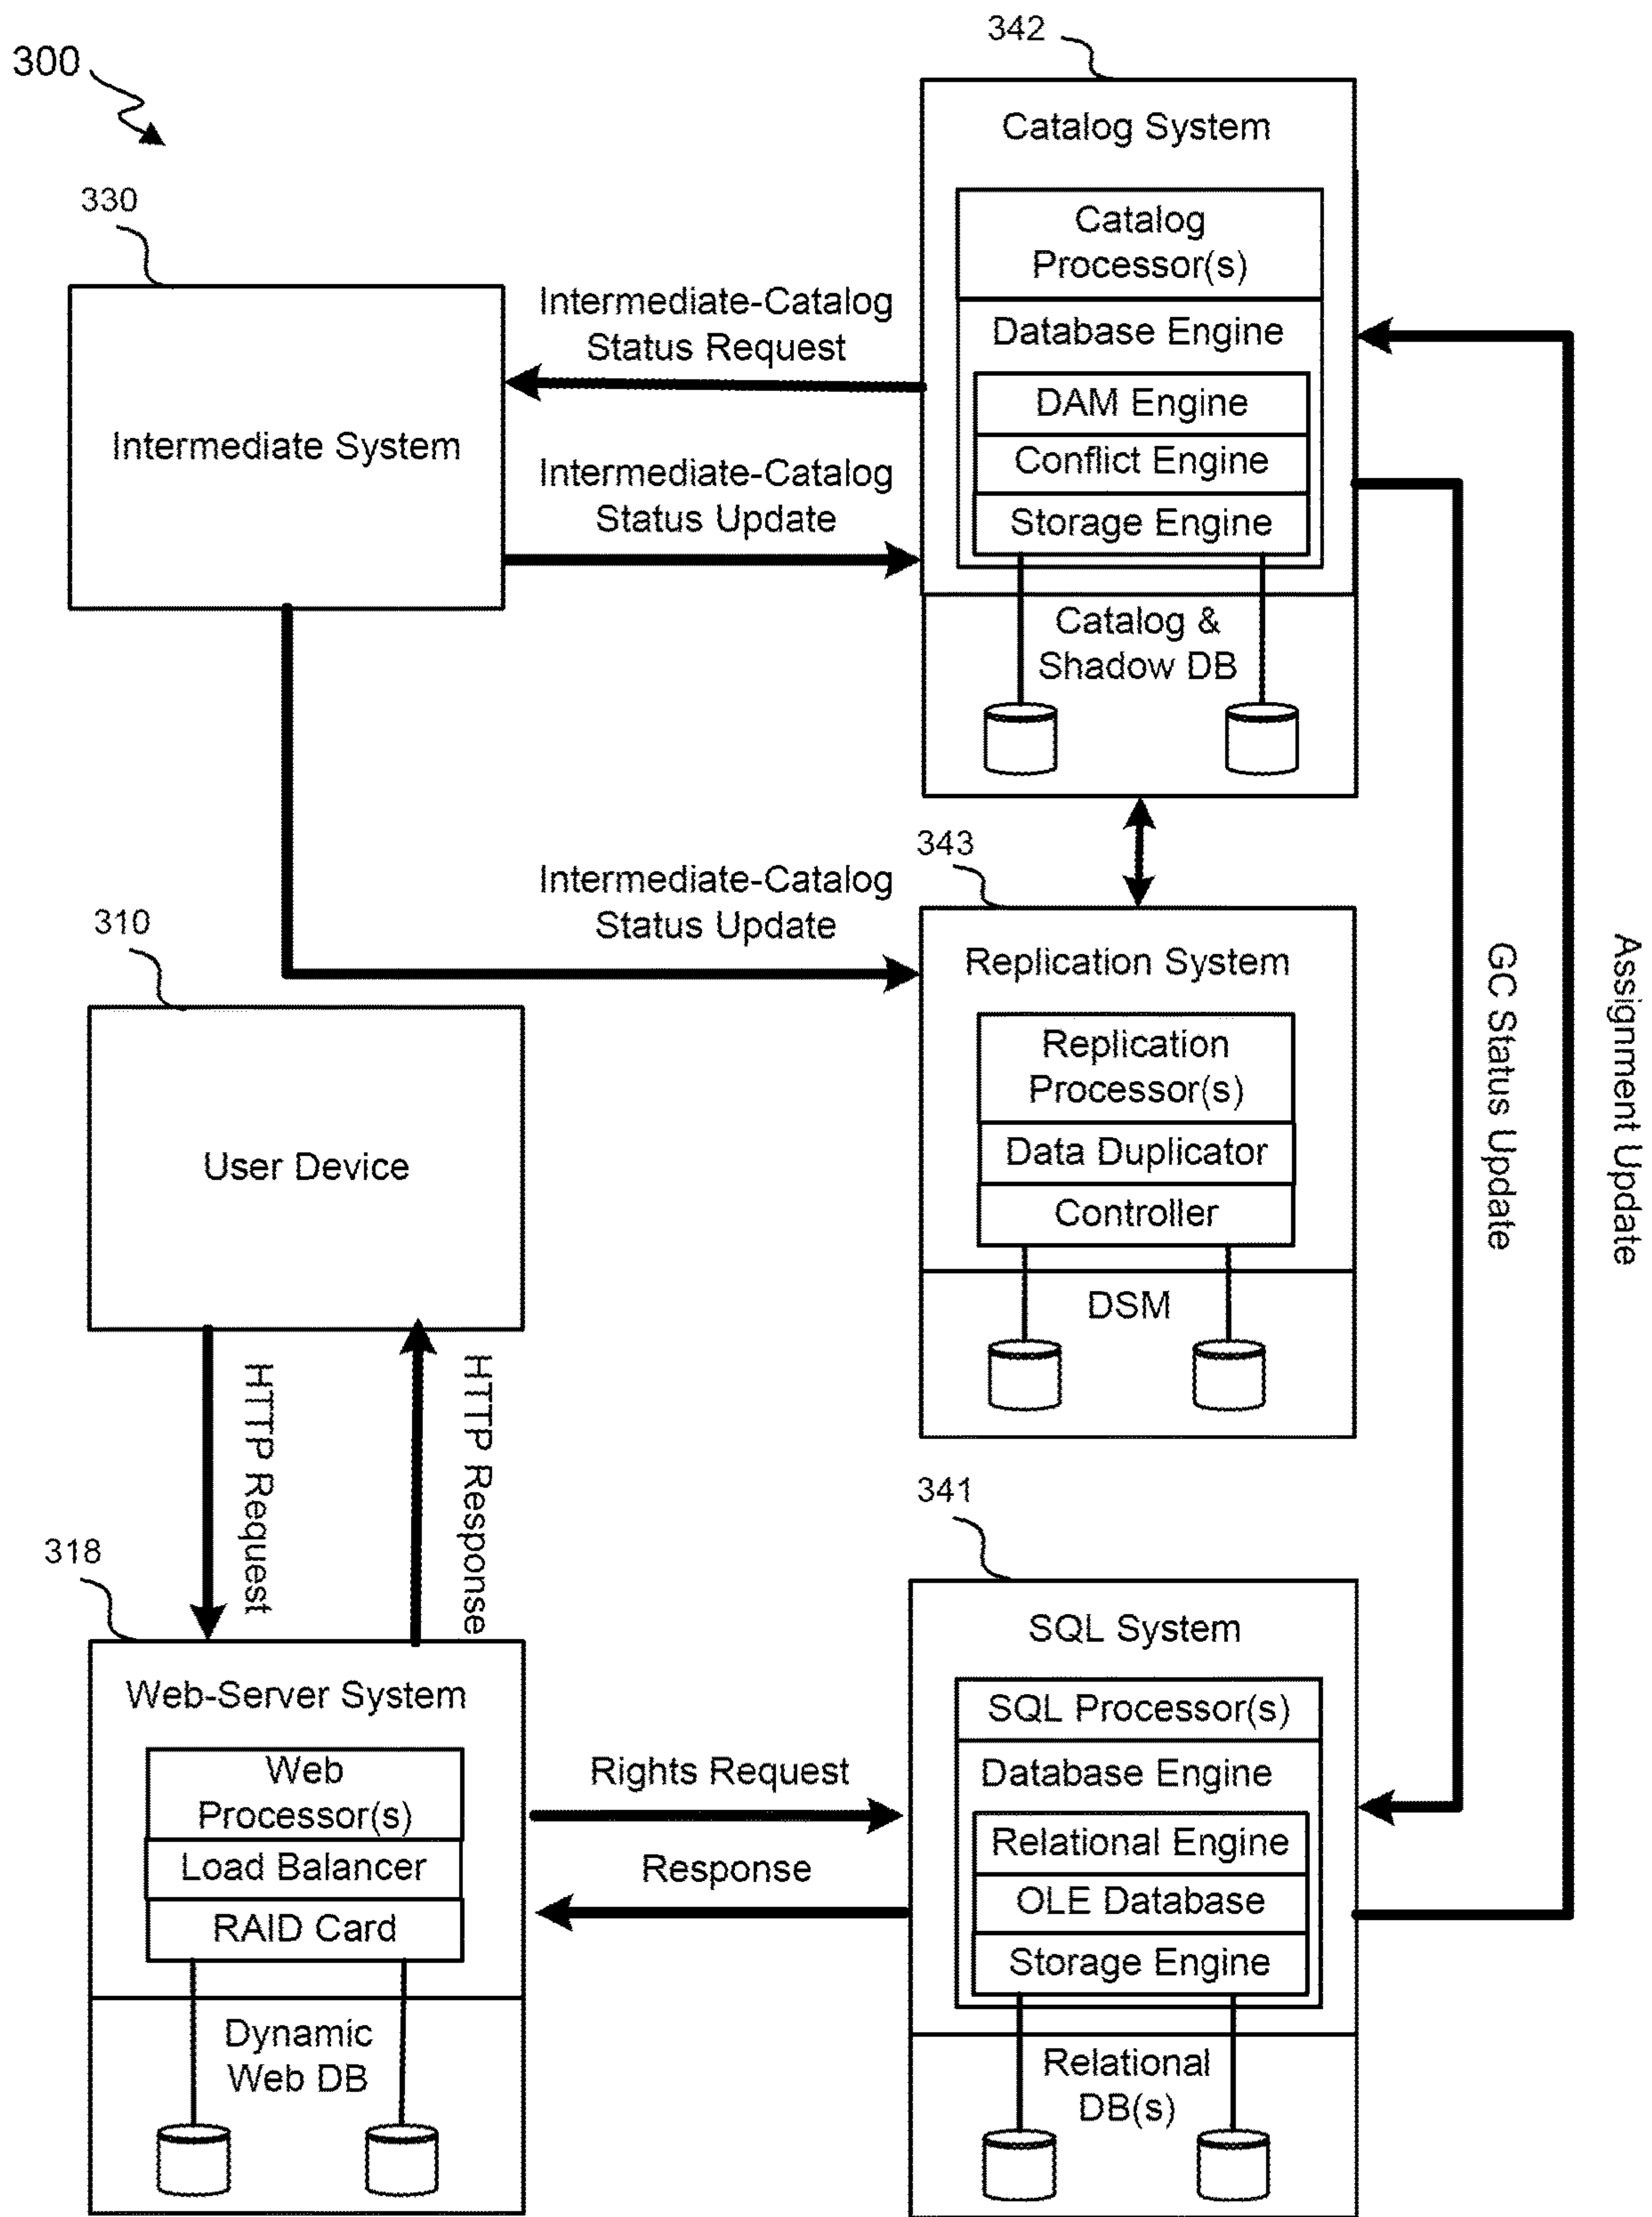 300
342
Catalog System
Catalog
Processor(s)
Database Engine
DAM Engine
Conflict Engine
Storage Engine
Catalog &
Shadow DB
330
Intermediate System
Intermediate-Catalog
Status Request
Intermediate-Catalog
Status Update
Intermediate-Catalog
Status Update
343
Replication System
Replication
Processor(s)
Data Duplicator
Controller
DSM
GC Status Update
Assignment Update
310
User Device
HTTP Request
HTTP Response
318
Web-Server System
Web
Processor(s)
Load Balancer
RAID Card
Dynamic
Web DB
Rights Request
Response
341
SQL System
SQL Processor(s)
Database Engine
Relational Engine
OLE Database
Storage Engine
Relational
DB(s)